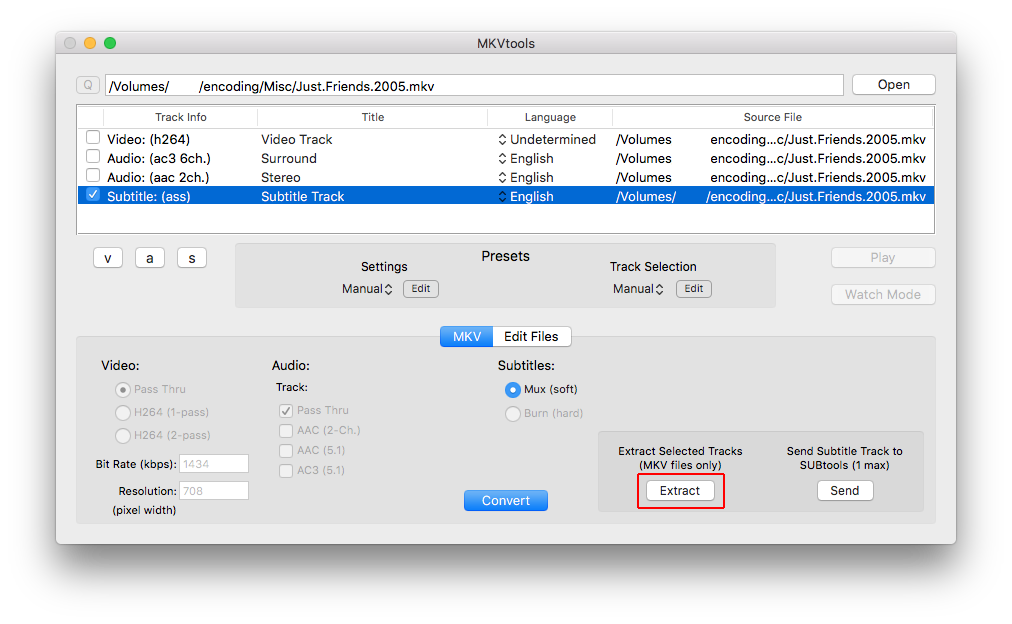 MKVtools
Q /Volumes/ /encoding/Misc/Just.Friends.2005.mkv Open
Track Info Title Language Source File
Video: (h264) Video Track Undetermined /Volumes encoding...c/Just.Friends.2005.mkv
Audio: (ac3 6ch.) Surround English /Volumes encoding...c/Just.Friends.2005.mkv
Audio: (aac 2ch.) Stereo English /Volumes encoding...c/Just.Friends.2005.mkv
Subtitle: (ass) Subtitle Track English /Volumes/ /encoding...c/Just.Friends.2005.mkv
v a s
Presets
Settings Track Selection
Manual Edit Manual Edit
Play
Watch Mode
MKV Edit Files
Video:
Pass Thru
H264 (1-pass)
H264 (2-pass)
Bit Rate (kbps): 1434
Resolution: 708
(pixel width)
Audio:
Track:
Pass Thru
AAC (2-Ch.)
AAC (5.1)
AC3 (5.1)
Subtitles:
Mux (soft)
Burn (hard)
Convert
Extract Selected Tracks
(MKV files only)
Extract
Send Subtitle Track to
SUBtools (1 max)
Send